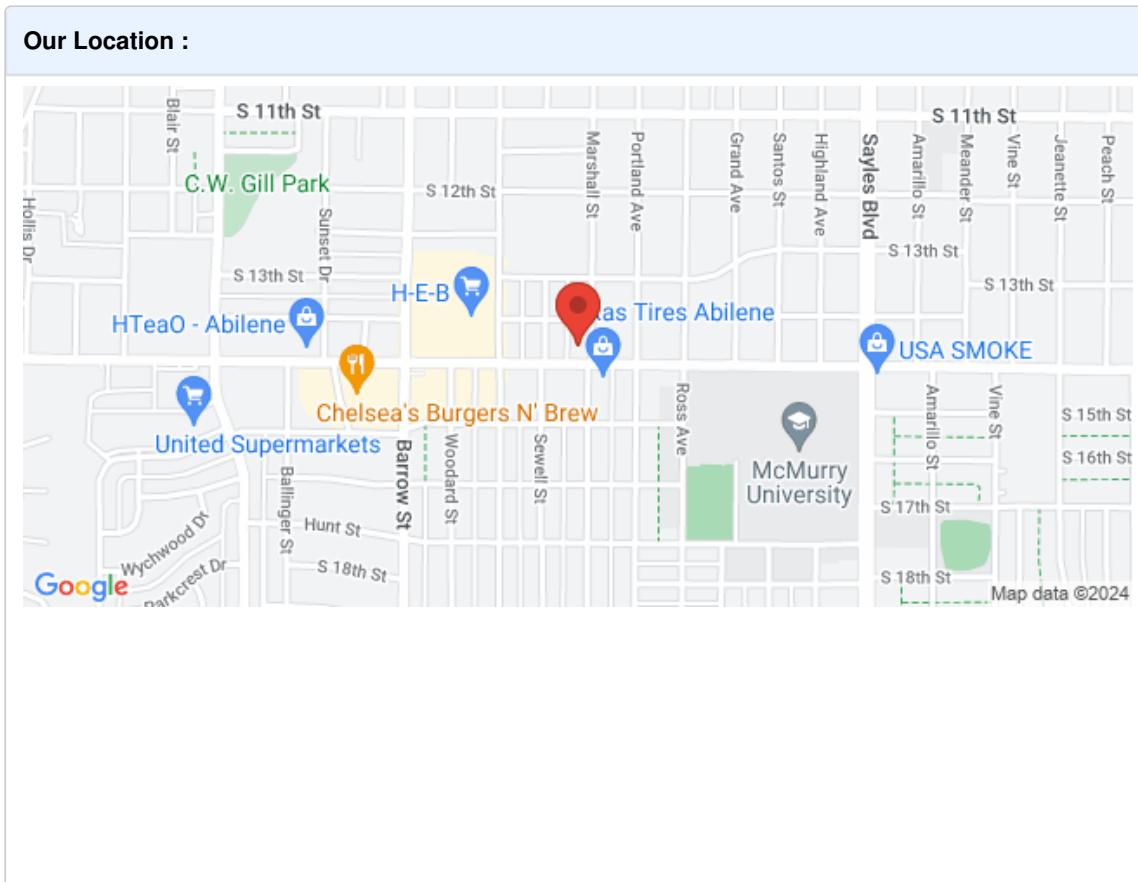 Our Location :
S 11th St
S 11th St
Blair St
C.W. Gill Park
S 12th St
Marshall St
Portland Ave
Grand Ave
Santos St
Highland Ave
Sayles Blvd
Amarillo St
Meander St
Vine St
Jeanette St
Peach St
Hollis Dr
Sunset Dr
S 13th St
S 13th St
S 13th St
H-E-B
HTeaO - Abilene
Tires Abilene
USA SMOKE
Chelsea's Burgers N' Brew
United Supermarkets
Ross Ave
Amarillo St
Vine St
S 15th St
S 16th St
McMurry
University
Barrow St
Woodard St
Sewell St
Ballinger St
S 17th St
Hunt St
Wychwood Dr
S 18th St
S 18th St
Parkcrest Dr
Google
Map data ©2024